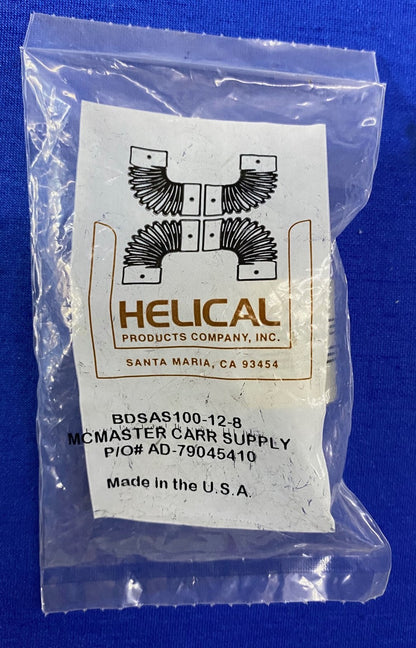 HELICAL
PRODUCTS COMPANY, INC.
SANTA MARIA, CA 93454
BDSAS100-12-8
MCMASTER CARR SUPPLY
P/O# AD-79045410
Made in the U.S.A.